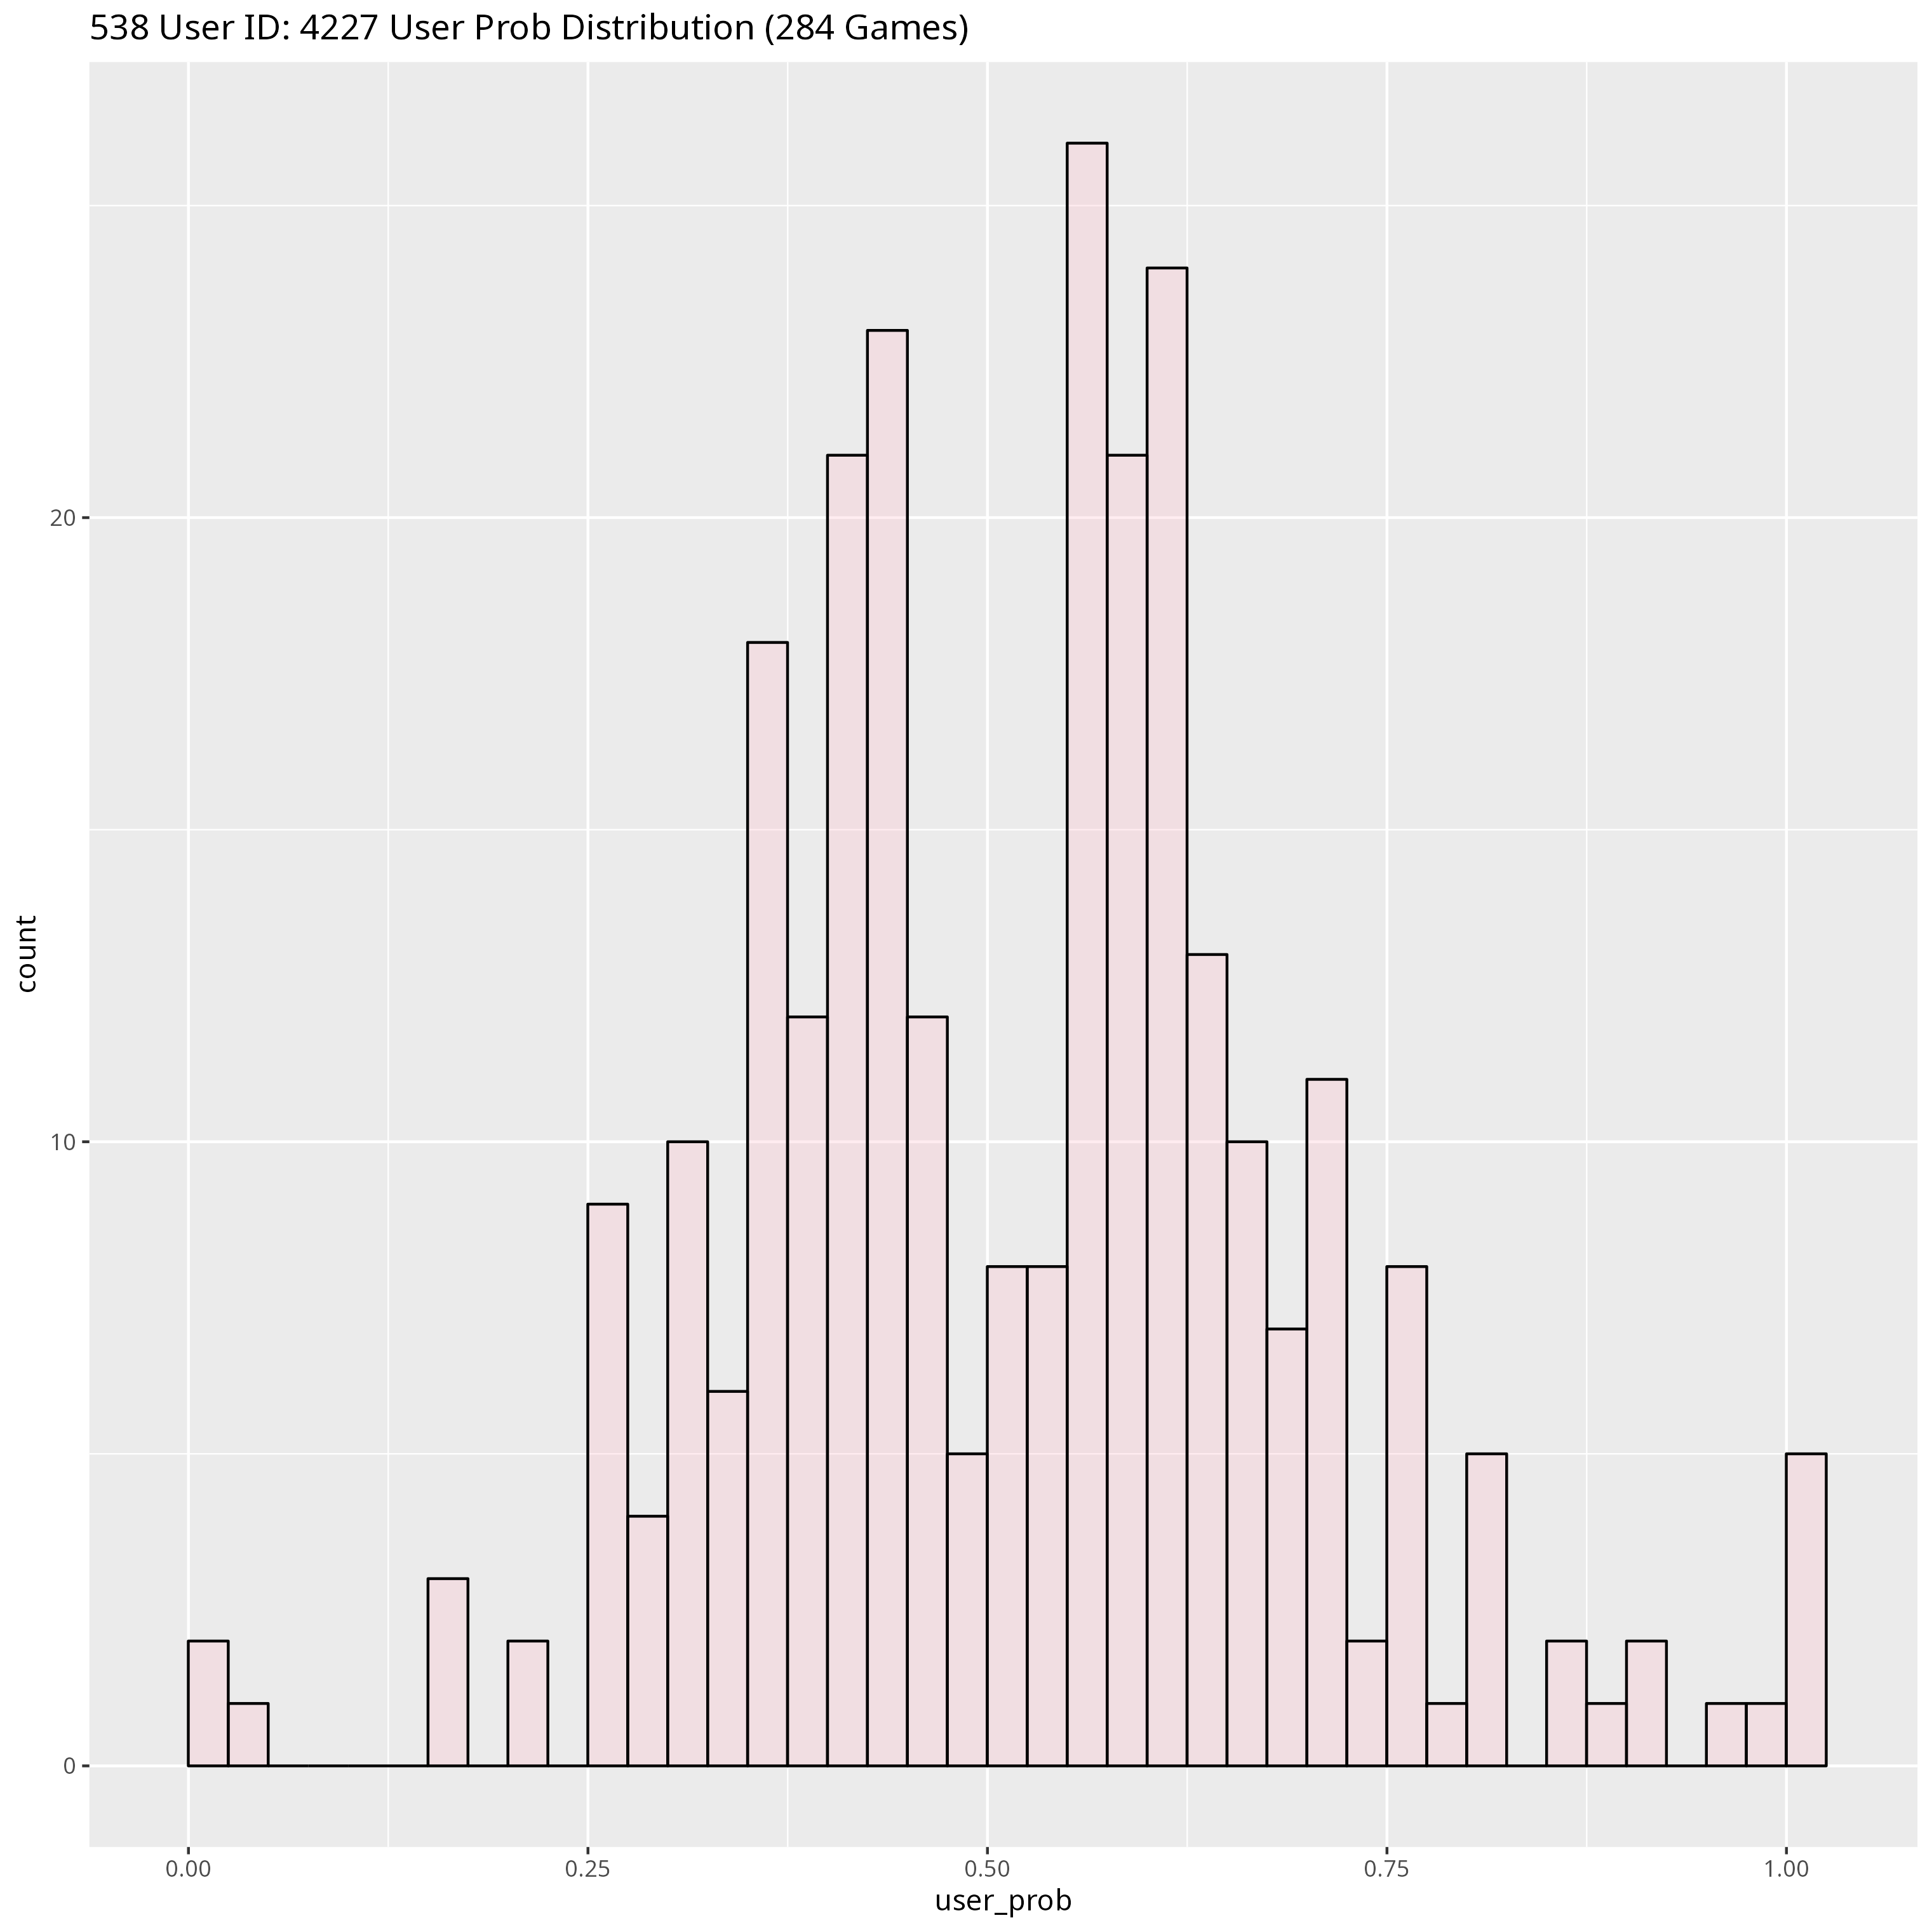 538 User ID: 4227 User Prob Distribution (284 Games)
20
10
0
count
0.00 0.25 0.50 0.75 1.00
user_prob